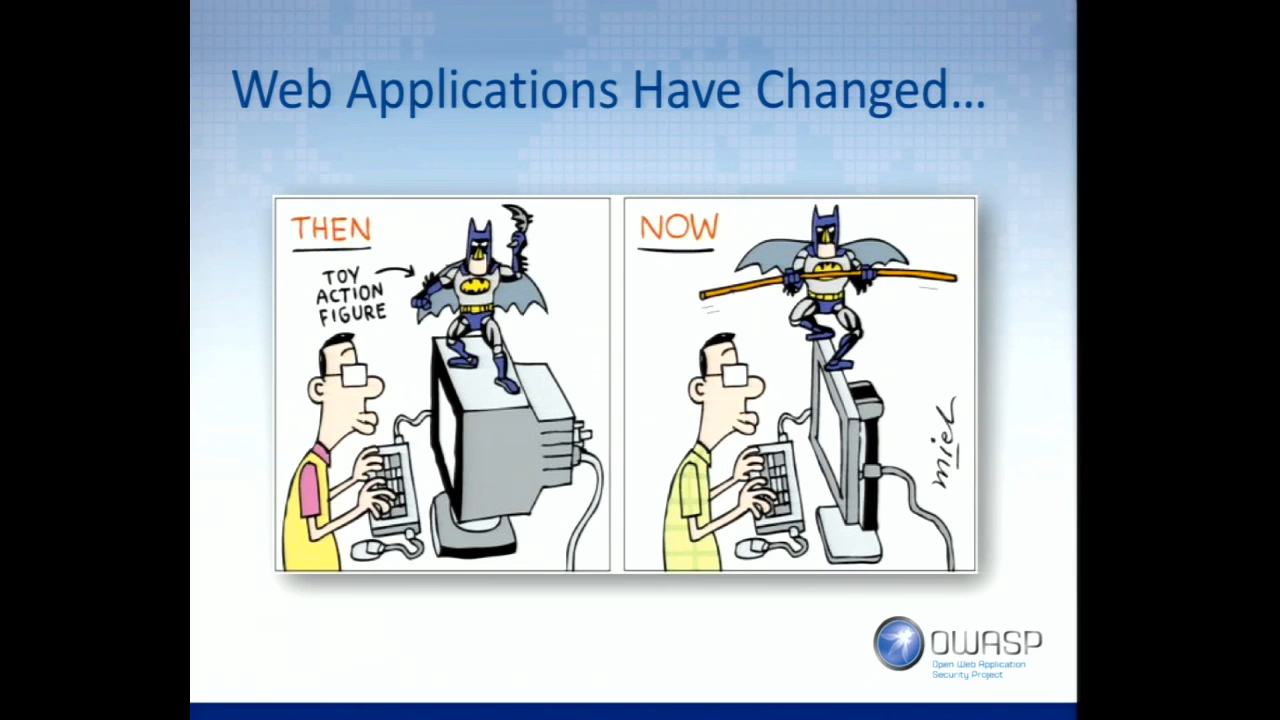 Web Applications Have Changed...
THEN
TOY
ACTION
FIGURE
NOW
miel
OWASP
Open Web Application
Security Project